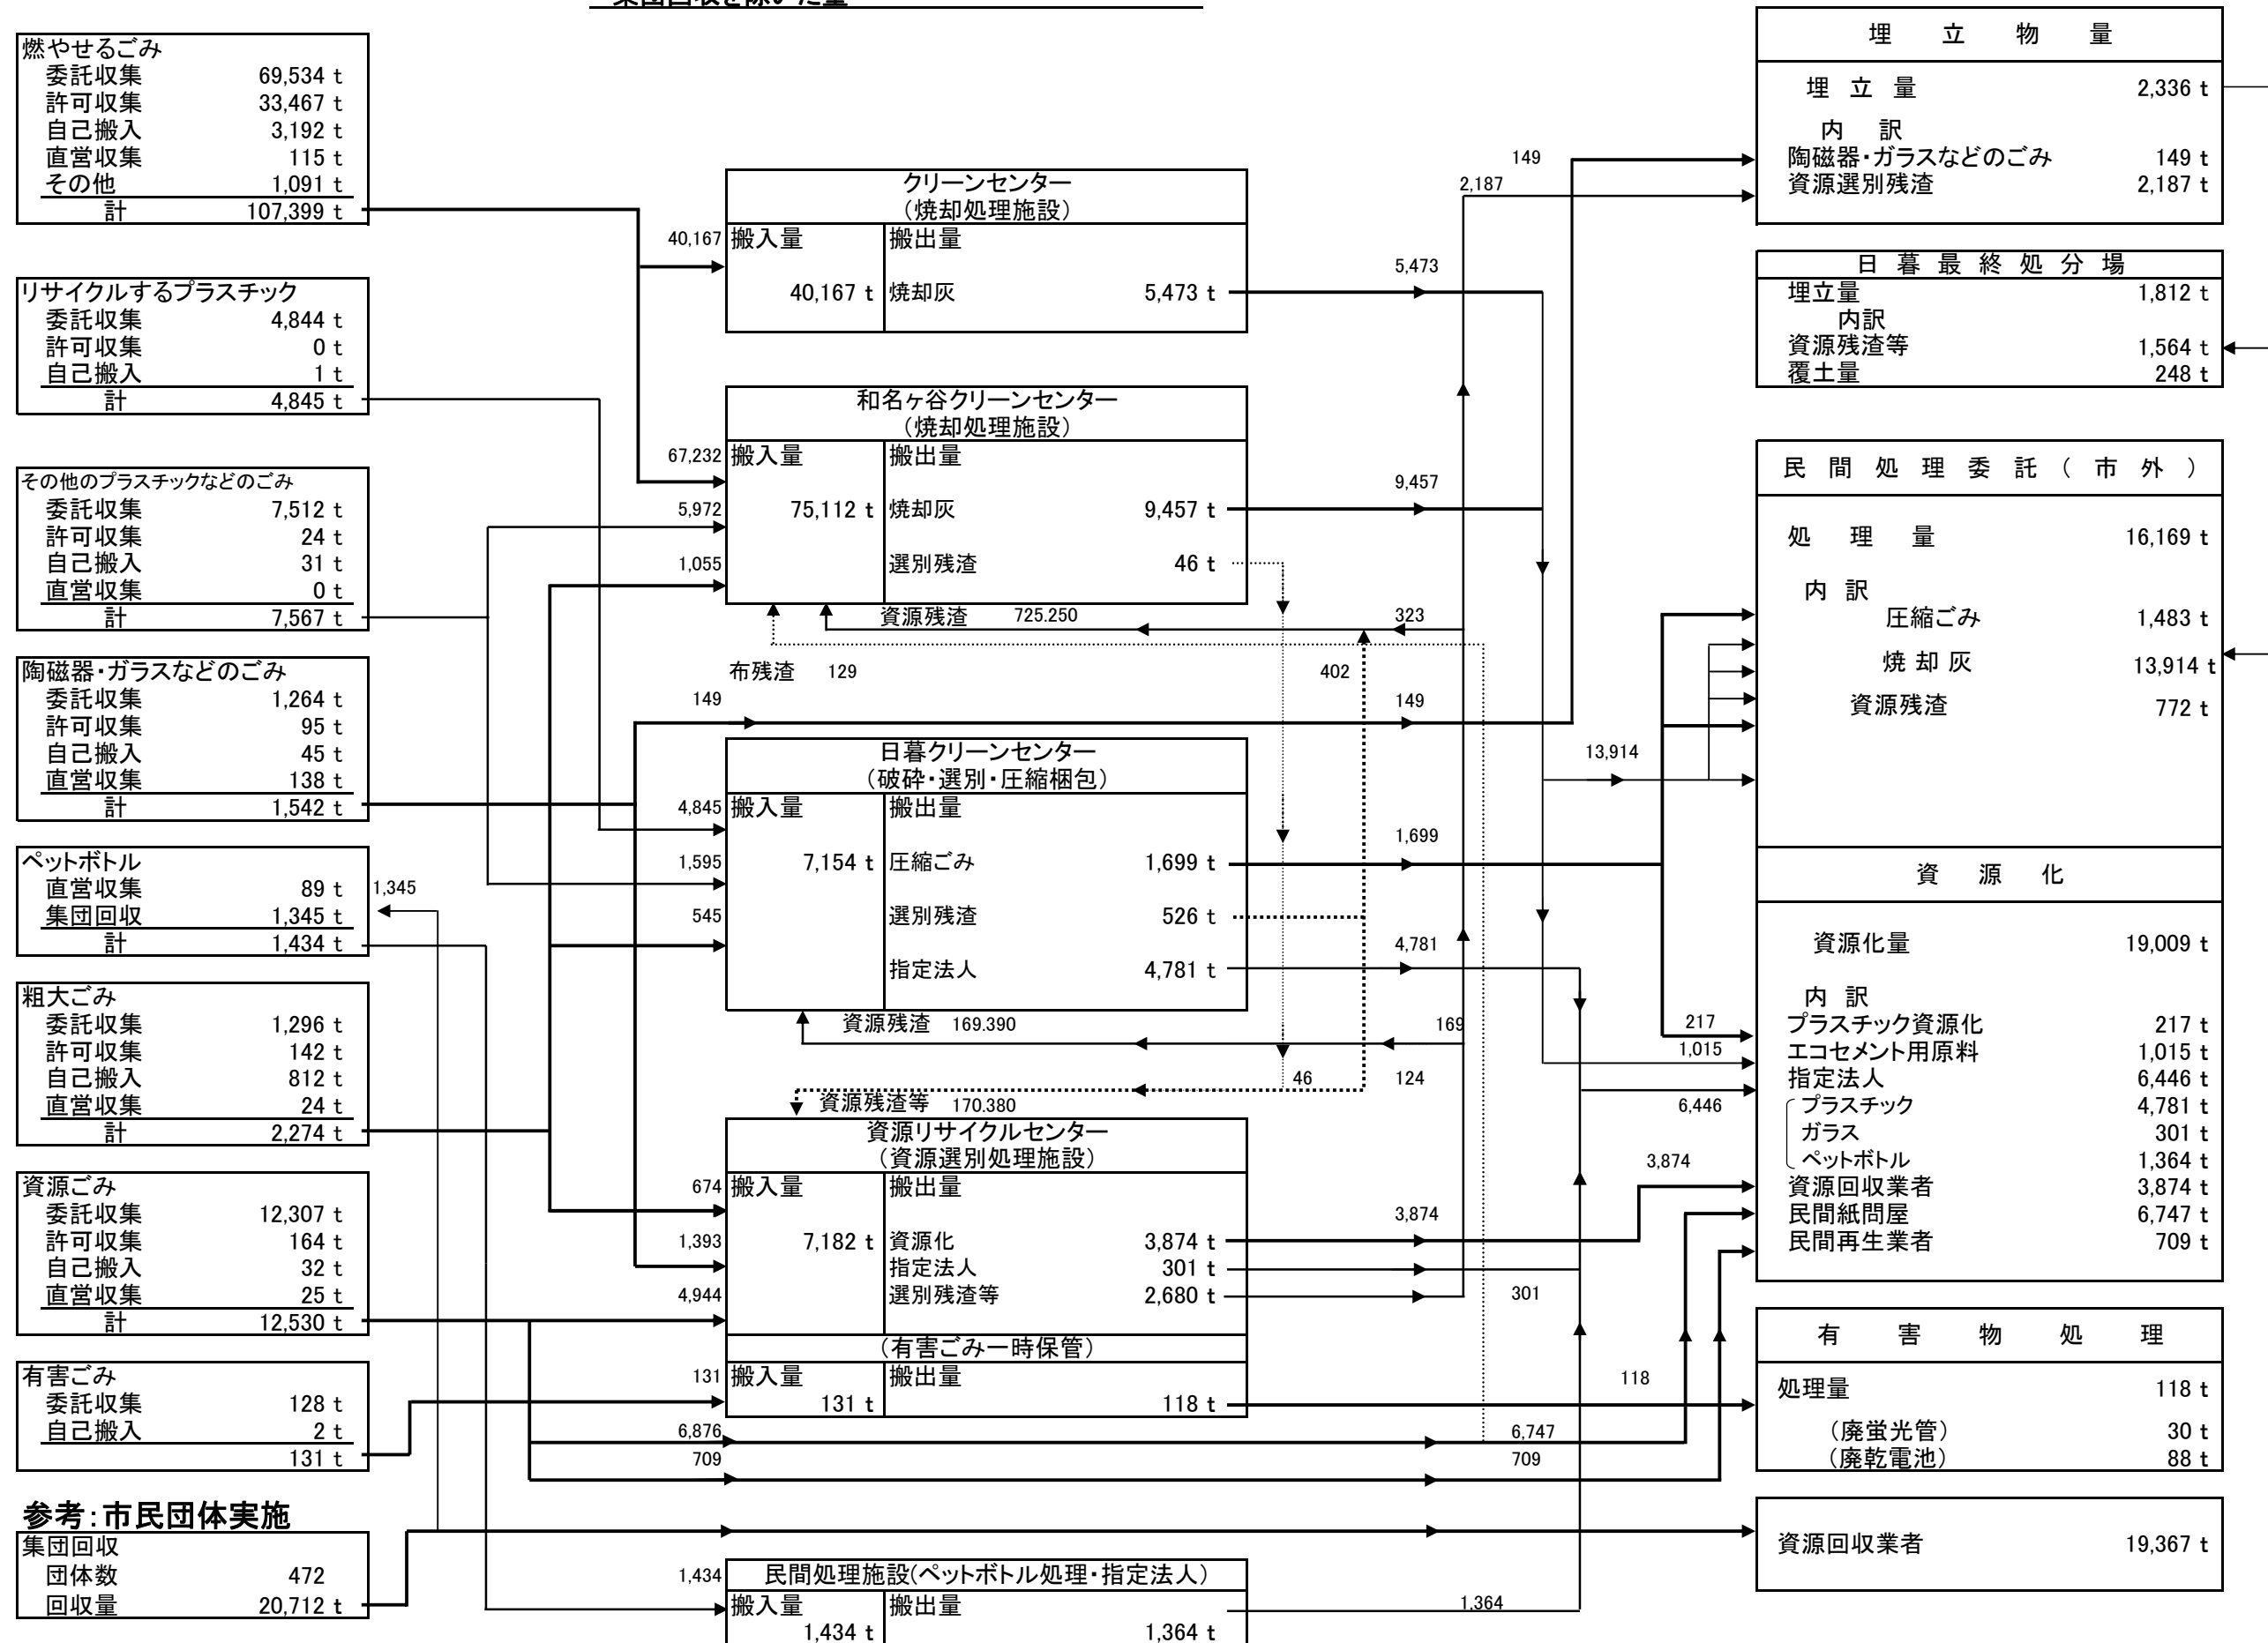 燃やせるごみ
委託収集 69,534 t
許可収集 33,467 t
自己搬入 3,192 t
直営収集 115 t
その他 1,091 t
計 107,399 t
リサイクルするプラスチック
委託収集 4,844 t
許可収集 0 t
自己搬入 1 t
計 4,845 t
その他のプラスチックなどのごみ
委託収集 7,512 t
許可収集 24 t
自己搬入 31 t
直営収集 0 t
計 7,567 t
陶磁器・ガラスなどのごみ
委託収集 1,264 t
許可収集 95 t
自己搬入 45 t
直営収集 138 t
計 1,542 t
ペットボトル
直営収集 89 t
集団回収 1,345 t
計 1,434 t
1,345
粗大ごみ
委託収集 1,296 t
許可収集 142 t
自己搬入 812 t
直営収集 24 t
計 2,274 t
資源ごみ
委託収集 12,307 t
許可収集 164 t
自己搬入 32 t
直営収集 25 t
計 12,530 t
有害ごみ
委託収集 128 t
自己搬入 2 t
131 t
参考:市民団体実施
集団回収
団体数 472
回収量 20,712 t
クリーンセンター
(焼却処理施設)
40,167
搬入量 搬出量
40,167 t 焼却灰 5,473 t
5,473
和名ヶ谷クリーンセンター
(焼却処理施設)
67,232
搬入量 搬出量
5,972
75,112 t 焼却灰 9,457 t
9,457
1,055
選別残渣 46 t
資源残渣 725.250
323
布残渣 129
402
149
149
日暮クリーンセンター
(破砕・選別・圧縮梱包)
4,845
搬入量 搬出量
1,595
7,154 t 圧縮ごみ 1,699 t
1,699
545
選別残渣 526 t
指定法人 4,781 t
4,781
資源残渣 169.390
169
46
124
資源残渣等 170.380
資源リサイクルセンター
(資源選別処理施設)
674
搬入量 搬出量
1,393
7,182 t 資源化 3,874 t
3,874
指定法人 301 t
4,944
選別残渣等 2,680 t
301
(有害ごみ一時保管)
131
搬入量 搬出量
131 t 118 t
118
6,876
6,747
709
709
1,434
民間処理施設(ペットボトル処理・指定法人)
搬入量 搬出量
1,434 t 1,364 t
1,364
149
2,187
埋立物量
埋立量 2,336 t
内訳
陶磁器・ガラスなどのごみ 149 t
資源選別残渣 2,187 t
日暮最終処分場
埋立量 1,812 t
内訳
資源残渣等 1,564 t
覆土量 248 t
民間処理委託(市外)
処理量 16,169 t
内訳
圧縮ごみ 1,483 t
焼却灰 13,914 t
資源残渣 772 t
13,914
資源化
資源化量 19,009 t
内訳
217
プラスチック資源化 217 t
1,015
エコセメント用原料 1,015 t
指定法人 6,446 t
6,446
プラスチック 4,781 t
ガラス 301 t
ペットボトル 1,364 t
3,874
資源回収業者 3,874 t
民間紙問屋 6,747 t
民間再生業者 709 t
有害物処理
処理量 118 t
(廃蛍光管) 30 t
(廃乾電池) 88 t
資源回収業者 19,367 t